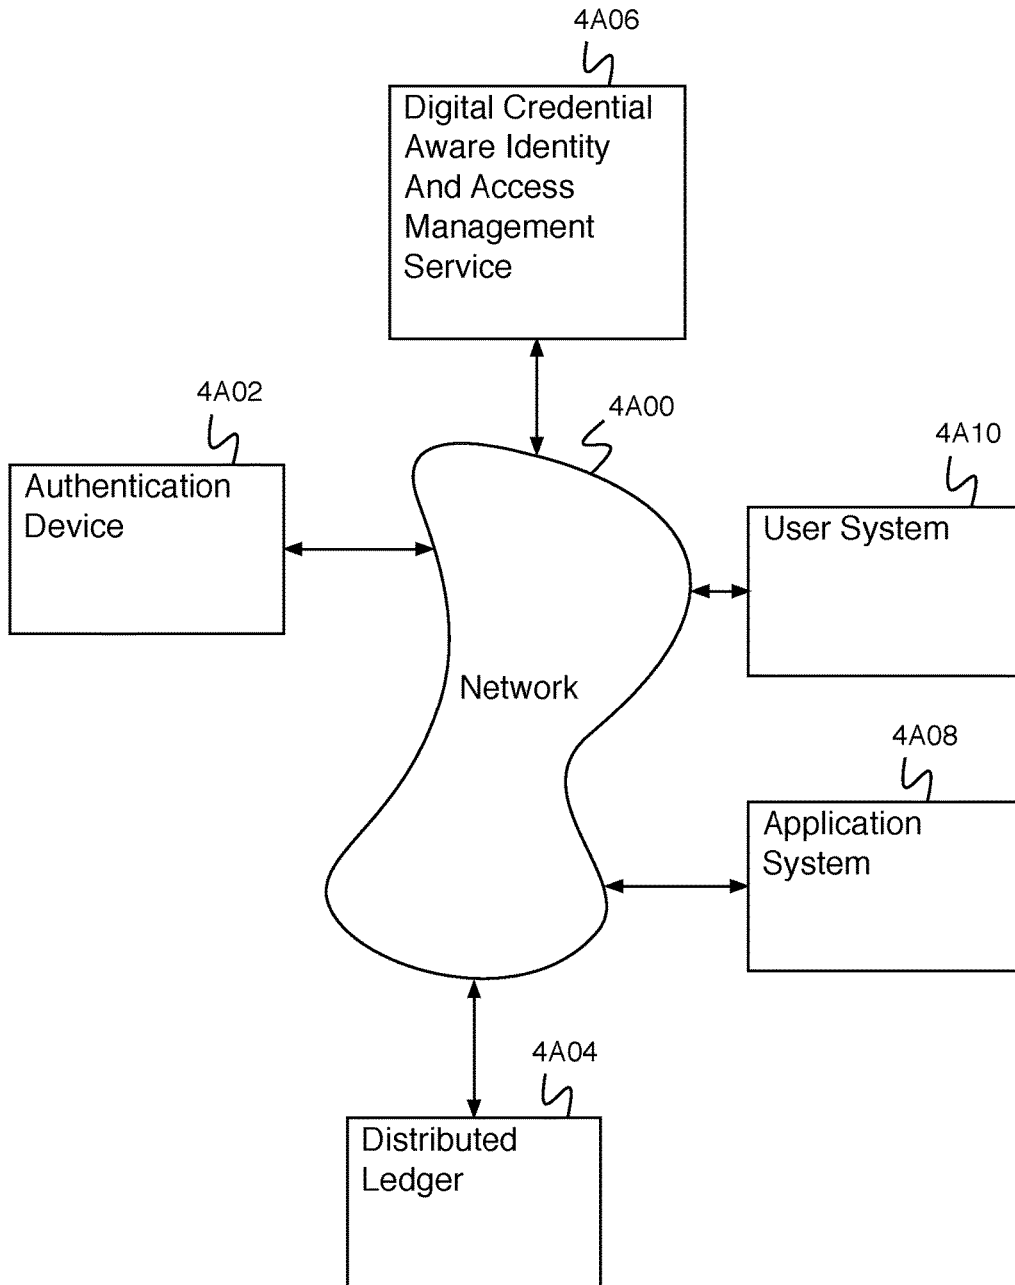 4A06
Digital Credential
Aware Identity
And Access
Management
Service
4A02
4A00
4A10
Authentication
Device
User System
Network
4A08
Application
System
4A04
Distributed
Ledger